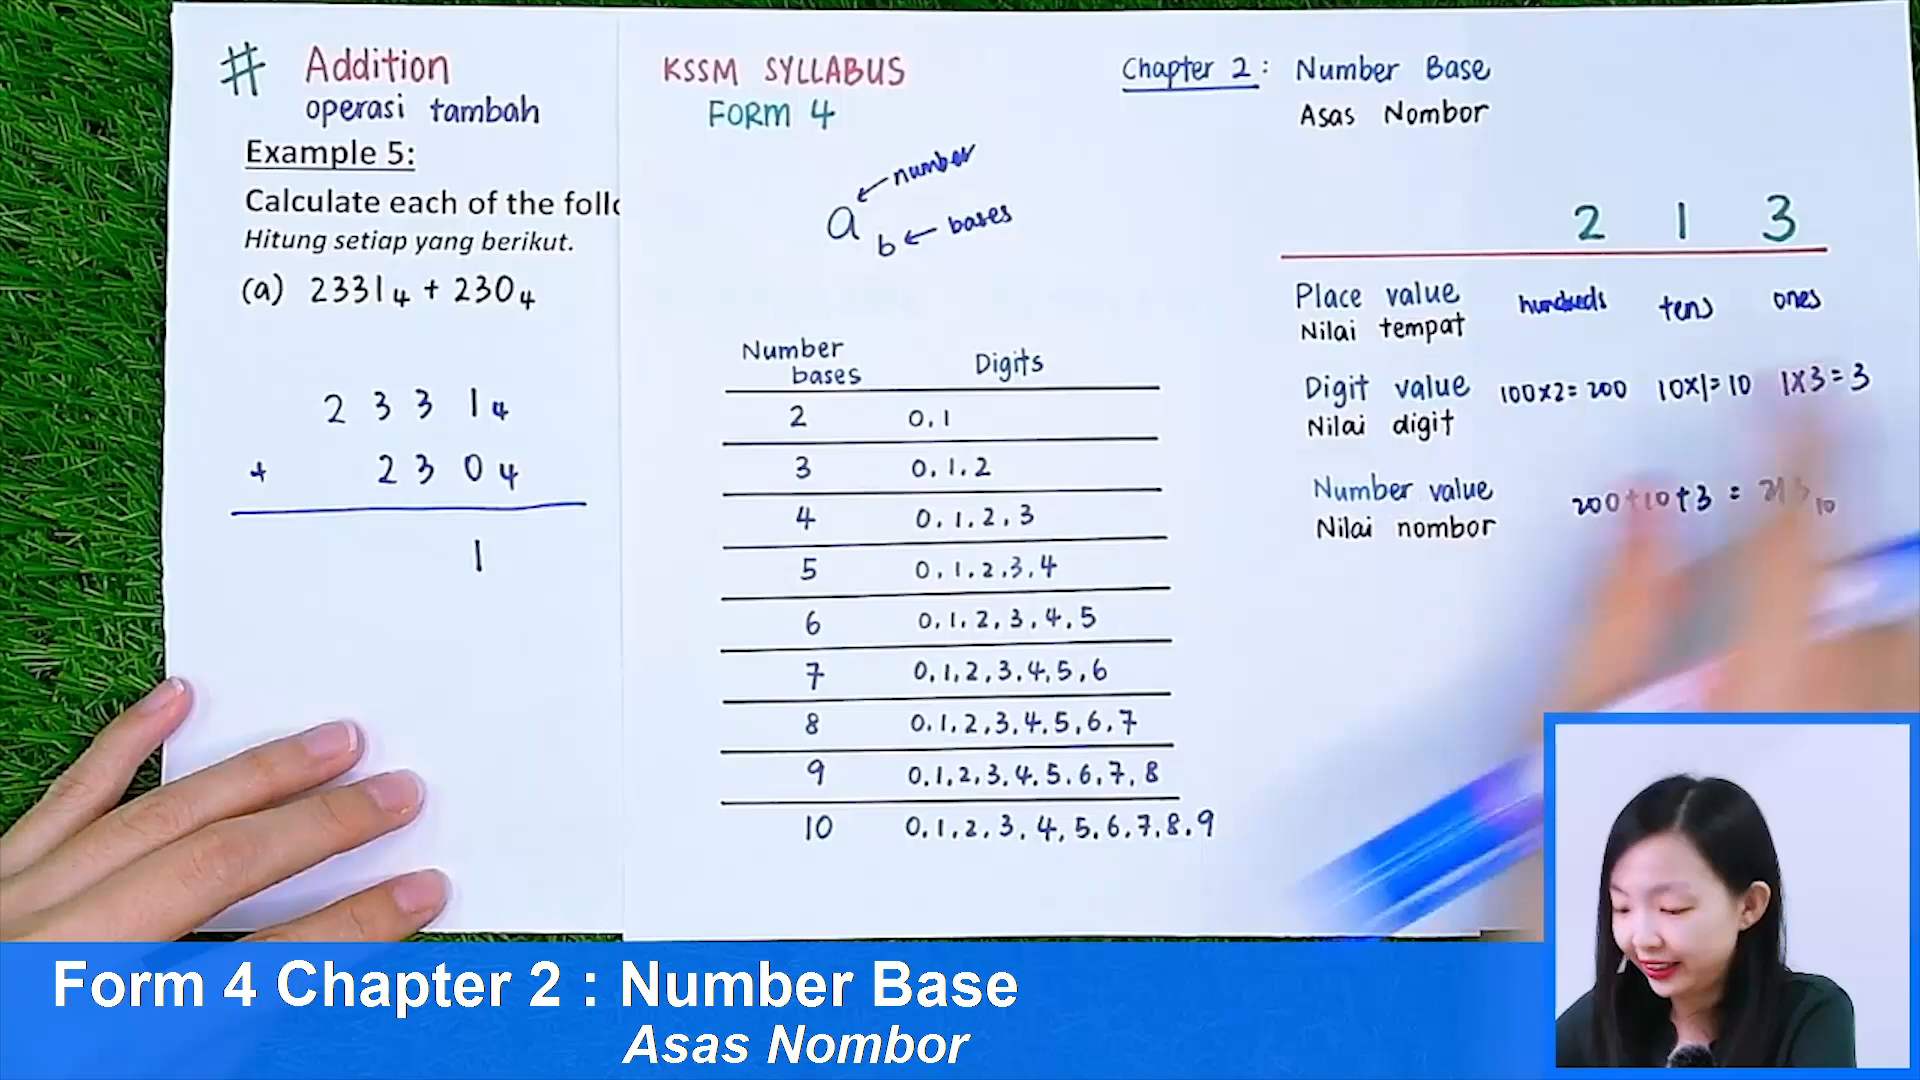 # Addition
operasi tambah
Example 5:
Calculate each of the foll
Hitung setiap yang berikut.
(a) 2331₄ + 230₄
2 3 3 1₄
+ 2 3 0₄
1
KSSM SYLLABUS
FORM 4
Chapter 2 : Number Base
Asas Nombor
a ← number
b ← bases
Number bases Digits
2 0, 1
3 0, 1, 2
4 0, 1, 2, 3
5 0, 1, 2, 3, 4
6 0, 1, 2, 3, 4, 5
7 0, 1, 2, 3, 4, 5, 6
8 0, 1, 2, 3, 4, 5, 6, 7
9 0, 1, 2, 3, 4, 5, 6, 7, 8
10 0, 1, 2, 3, 4, 5, 6, 7, 8, 9
2 1 3
Place value hundreds tens ones
Nilai tempat
Digit value 100x2=200 10x1=10 1x3=3
Nilai digit
Number value 200+10+3 = 213₁₀
Nilai nombor
Form 4 Chapter 2 : Number Base
Asas Nombor